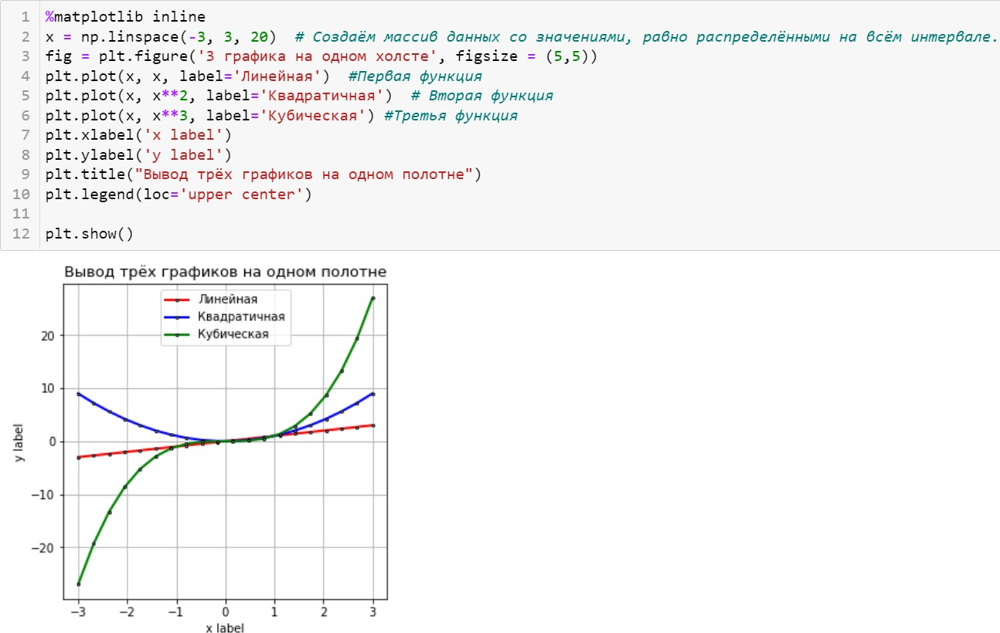 1 %matplotlib inline
2 x = np.linspace(-3, 3, 20)  # Создаём массив данных со значениями, равно распределёнными на всём интервале.
3 fig = plt.figure('3 графика на одном холсте', figsize = (5,5))
4 plt.plot(x, x, label='Линейная')  #Первая функция
5 plt.plot(x, x**2, label='Квадратичная')  # Вторая функция
6 plt.plot(x, x**3, label='Кубическая') #Третья функция
7 plt.xlabel('x label')
8 plt.ylabel('y label')
9 plt.title("Вывод трёх графиков на одном полотне")
10 plt.legend(loc='upper center')
11
12 plt.show()
Вывод трёх графиков на одном полотне
Линейная
Квадратичная
Кубическая
20
10
0
−10
−20
y label
−3 −2 −1 0 1 2 3
x label